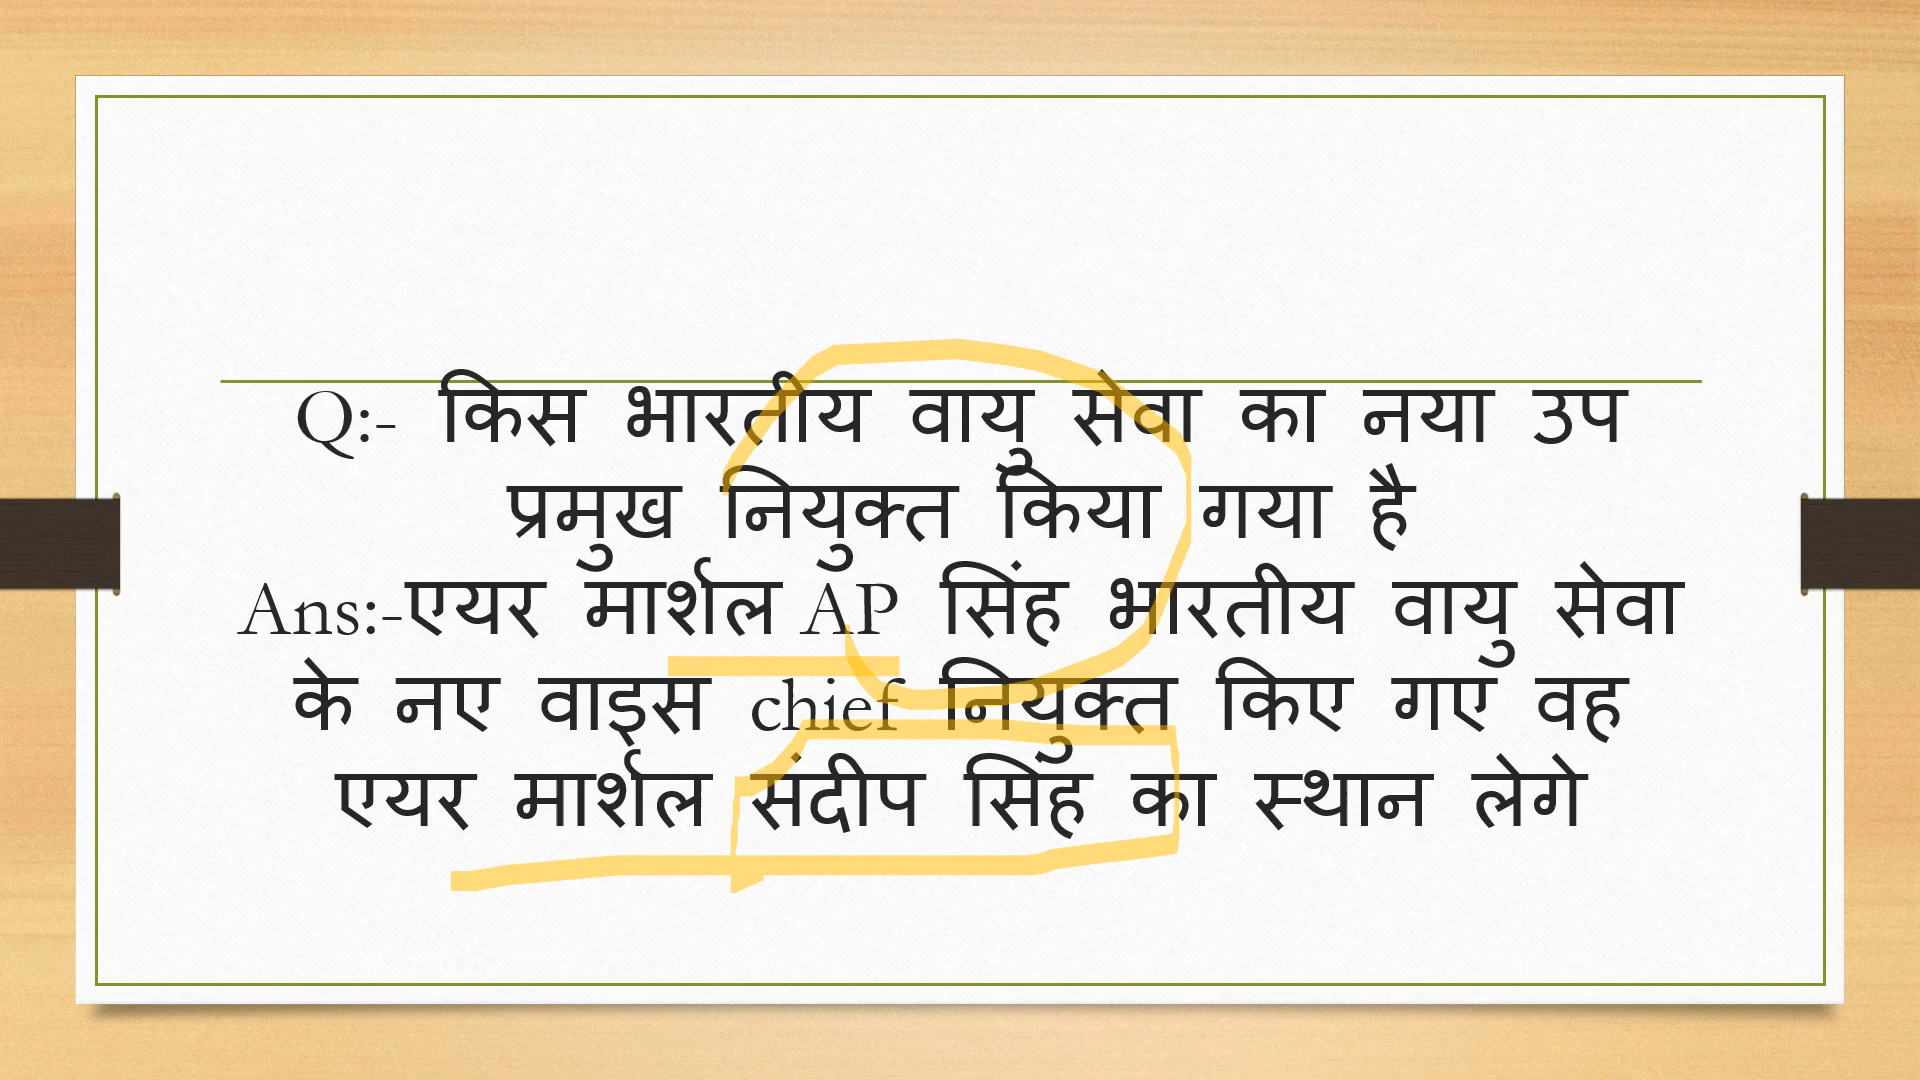 Q:- किस भारतीय वायु सेवा का नया उप
प्रमुख नियुक्त किया गया है
Ans:-एयर मार्शल AP सिंह भारतीय वायु सेवा
के नए वाइस chief नियुक्त किए गए वह
एयर मार्शल संदीप सिंह का स्थान लेगे